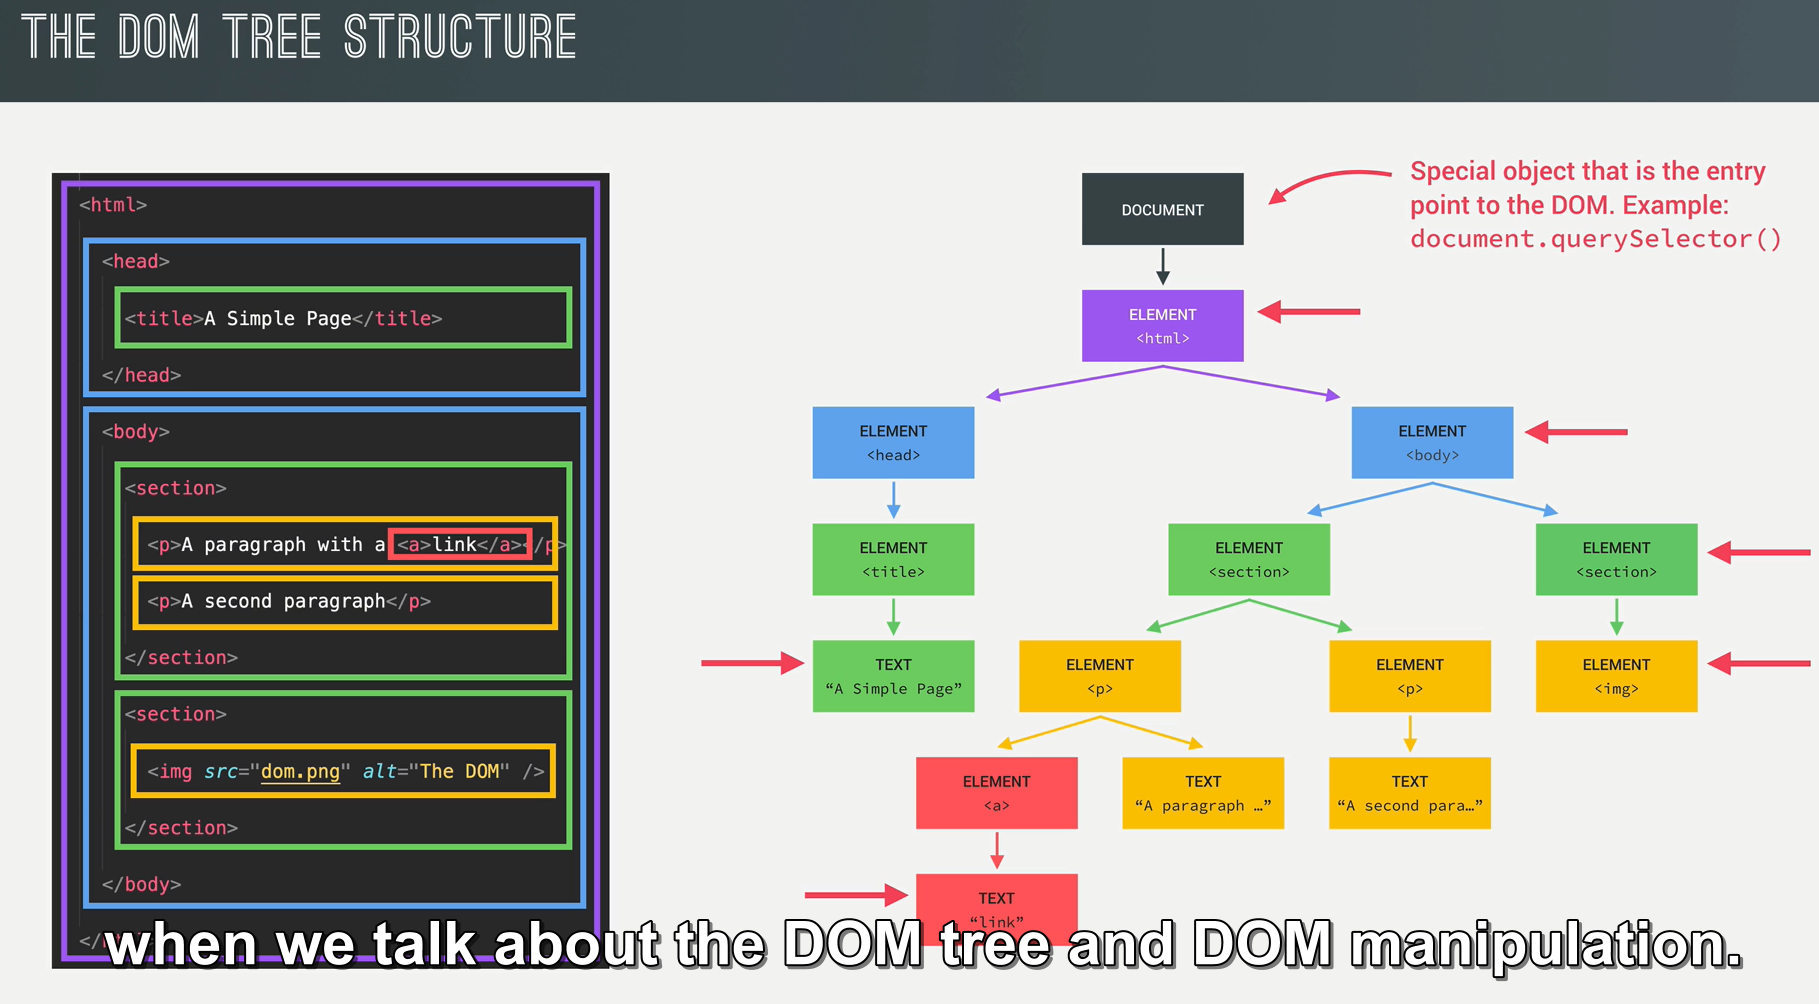 THE DOM TREE STRUCTURE
<html>
<head>
<title>A Simple Page</title>
</head>
<body>
<section>
<p>A paragraph with a <a>link</a></p>
<p>A second paragraph</p>
</section>
<section>
<img src="dom.png" alt="The DOM" />
</section>
</body>
Special object that is the entry
point to the DOM. Example:
document.querySelector()
DOCUMENT
ELEMENT
<html>
ELEMENT
<head>
ELEMENT
<body>
ELEMENT
<title>
ELEMENT
<section>
ELEMENT
<section>
TEXT
“A Simple Page”
ELEMENT
<p>
ELEMENT
<p>
ELEMENT
<img>
ELEMENT
<a>
TEXT
“A paragraph …”
TEXT
“A second para…”
TEXT
“link”
when we talk about the DOM tree and DOM manipulation.